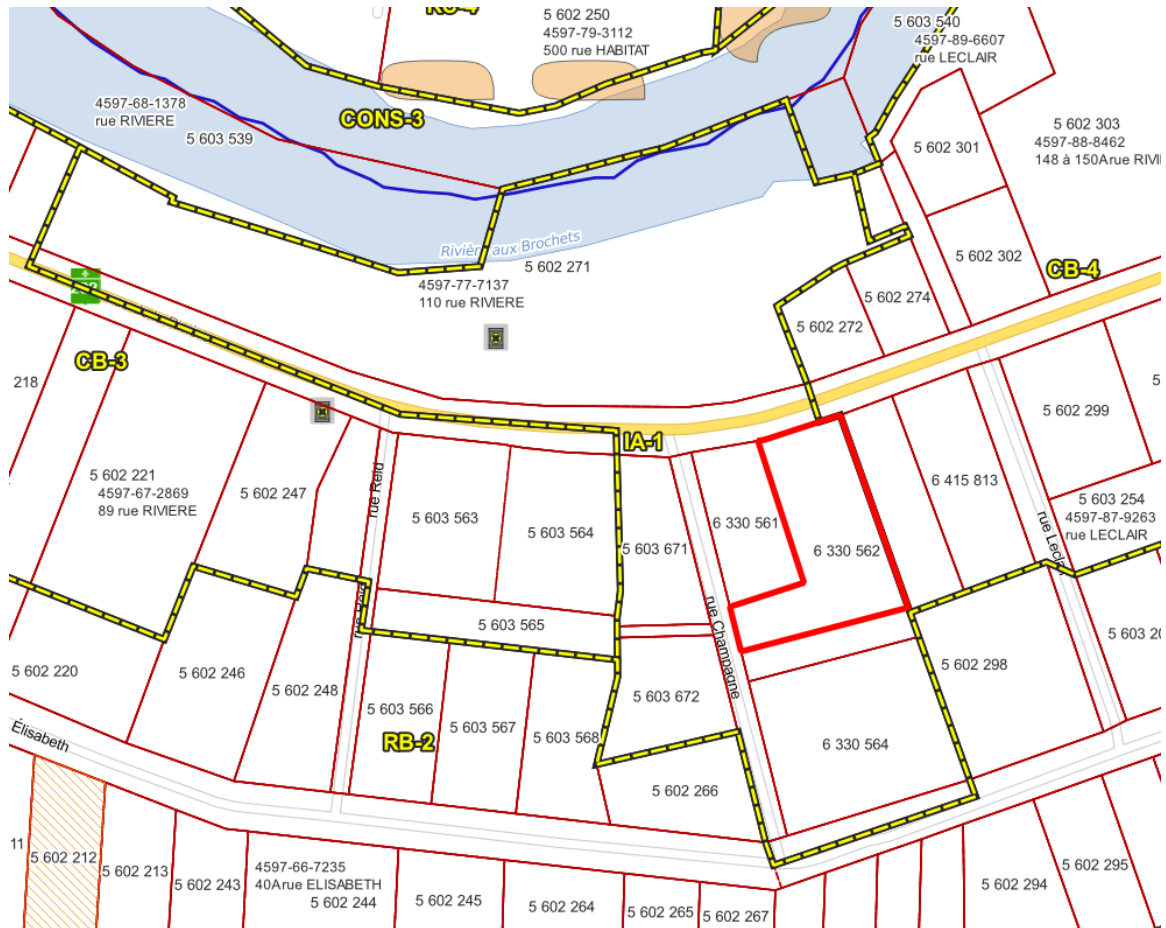 5 602 250
4597-79-3112
500 rue HABITAT
5 603 540
4597-89-6607
rue LECLAIR
4597-68-1378
rue RIVIERE
5 603 539
CONS-3
5 602 301
5 602 303
4597-88-8462
148 à 150Arue RIVI
Rivière aux Brochets
5 602 271
4597-77-7137
110 rue RIVIERE
5 602 302
CB-4
5 602 274
5 602 272
CB-3
218
IA-1
5 602 299
5 602 221
4597-67-2869
89 rue RIVIERE
5 602 247
rue Reid
5 603 563
5 603 564
5 603 671
6 330 561
6 330 562
6 415 813
5 603 254
4597-87-9263
rue LECLAIR
rue Leclair
rue Reid
5 603 565
rue Champagne
5 603 20
5 602 220
5 602 246
5 602 248
5 603 566
5 603 567
5 603 568
RB-2
5 603 672
5 602 298
6 330 564
5 602 266
Élisabeth
11
5 602 212
5 602 213
5 602 243
4597-66-7235
40Arue ELISABETH
5 602 244
5 602 245
5 602 264
5 602 265
5 602 267
5 602 294
5 602 295